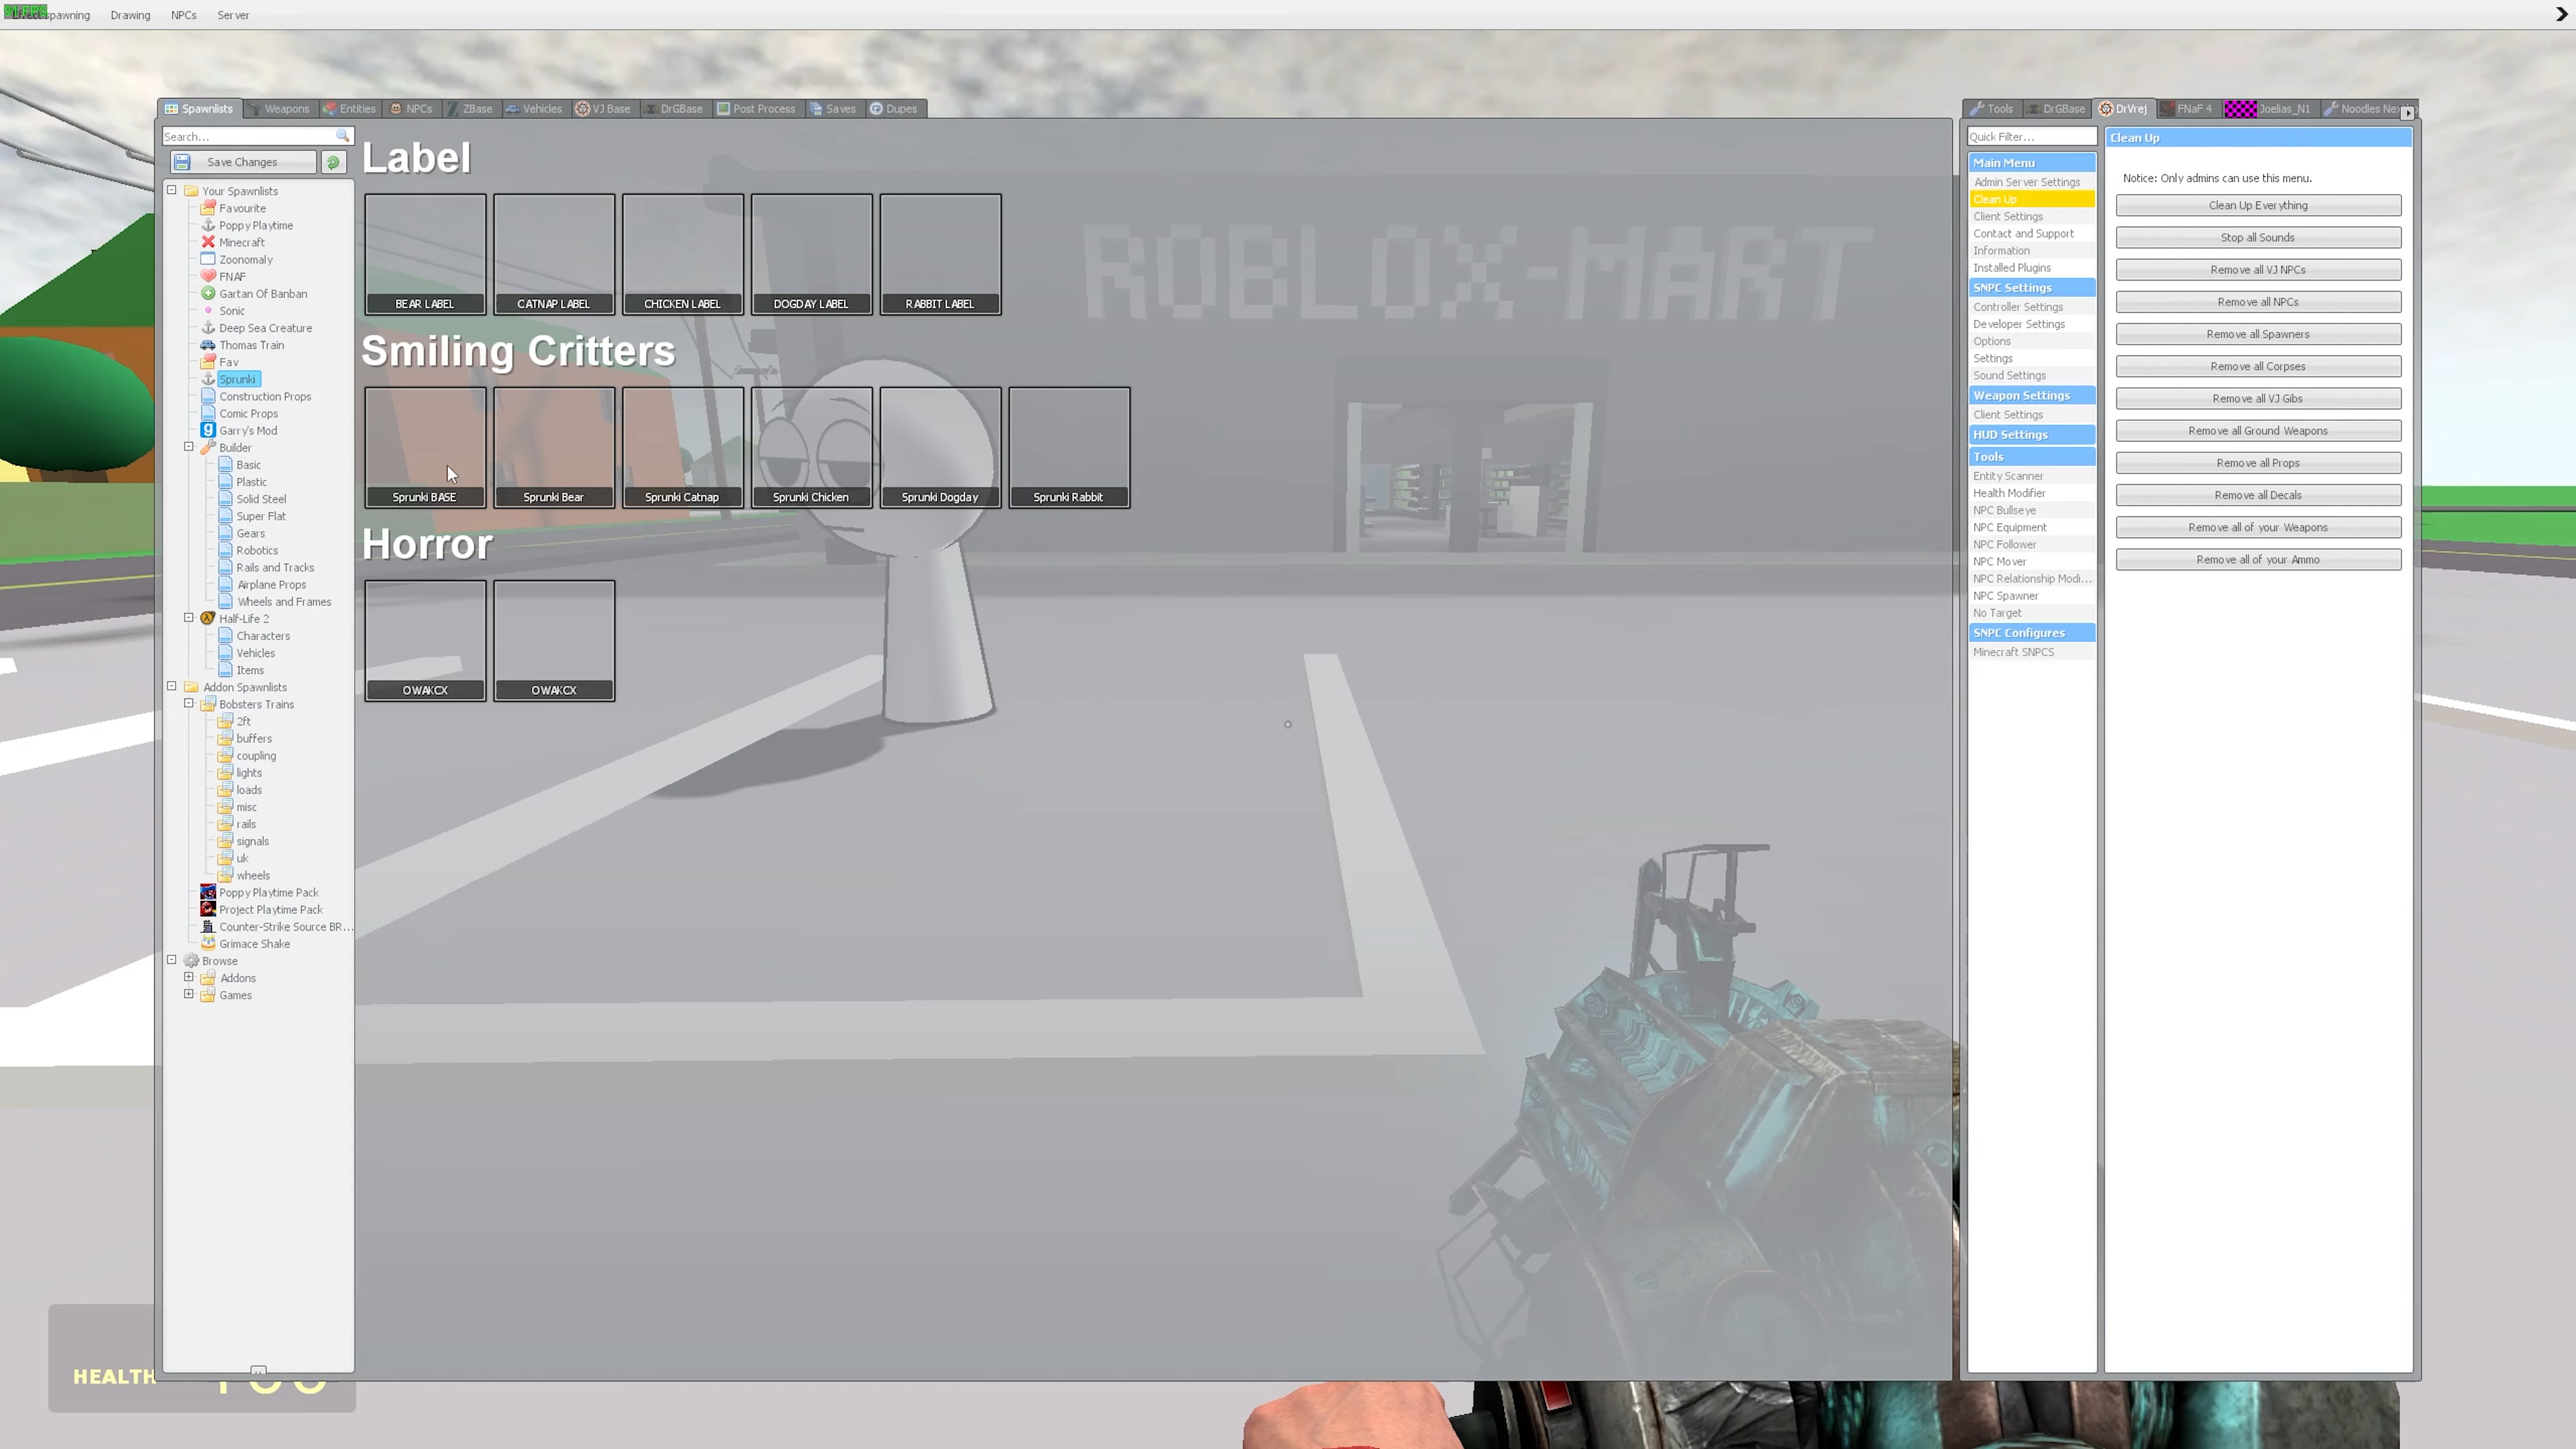 Drawing NPCs Server
Spawnlists Weapons Entities NPCs ZBase Vehicles VJ Base DrGBase Post Process Saves Dupes
Search...
Save Changes
Your Spawnlists
Favourite
Poppy Playtime
Minecraft
Zoonomaly
FNAF
Gartan Of Banban
Sonic
Deep Sea Creature
Thomas Train
Fav
Sprunki
Construction Props
Comic Props
Garry's Mod
Builder
Basic
Plastic
Solid Steel
Super Flat
Gears
Robotics
Rails and Tracks
Airplane Props
Wheels and Frames
Half-Life 2
Characters
Vehicles
Items
Addon Spawnlists
Bobsters Trains
2ft
buffers
coupling
lights
loads
misc
rails
signals
uk
wheels
Poppy Playtime Pack
Project Playtime Pack
Counter-Strike Source BR...
Grimace Shake
Browse
Addons
Games
Label
BEAR LABEL CATNAP LABEL CHICKEN LABEL DOGDAY LABEL RABBIT LABEL
Smiling Critters
Sprunki BASE Sprunki Bear Sprunki Catnap Sprunki Chicken Sprunki Dogday Sprunki Rabbit
Horror
OWAKCX OWAKCX
ROBLOX-MART
Tools DrGBase DrVrej FNaF 4 Joelias_N1 Noodles
Quick Filter...
Main Menu
Admin Server Settings
Clean Up
Client Settings
Contact and Support
Information
Installed Plugins
SNPC Settings
Controller Settings
Developer Settings
Options
Settings
Sound Settings
Weapon Settings
Client Settings
HUD Settings
Tools
Entity Scanner
Health Modifier
NPC Bullseye
NPC Equipment
NPC Follower
NPC Mover
NPC Relationship Modi...
NPC Spawner
No Target
SNPC Configures
Minecraft SNPCS
Clean Up
Notice: Only admins can use this menu.
Clean Up Everything
Stop all Sounds
Remove all VJ NPCs
Remove all NPCs
Remove all Spawners
Remove all Corpses
Remove all VJ Gibs
Remove all Ground Weapons
Remove all Props
Remove all Decals
Remove all of your Weapons
Remove all of your Ammo
HEALTH 100